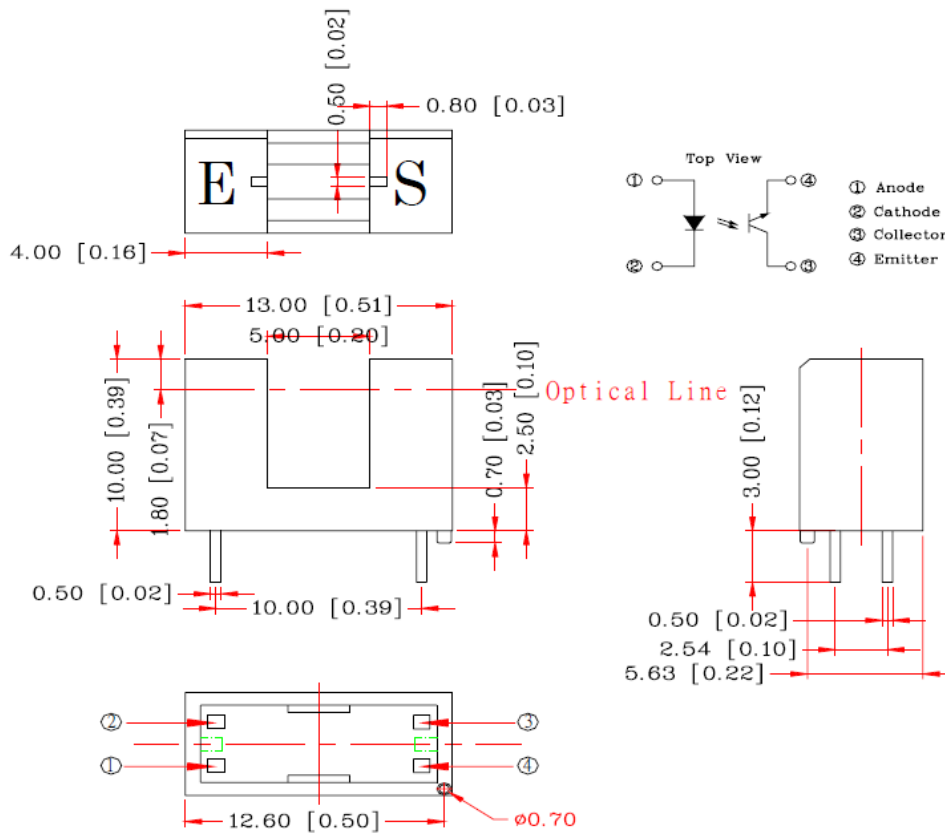 0.50 [0.02]
0.80 [0.03]
E
S
4.00 [0.16]
Top View
① ④
② ③
① Anode
② Cathode
③ Collector
④ Emitter
13.00 [0.51]
5.00 [0.20]
10.00 [0.39]
1.80 [0.07]
Optical Line
0.70 [0.03]
2.50 [0.10]
3.00 [0.12]
0.50 [0.02]
10.00 [0.39]
0.50 [0.02]
2.54 [0.10]
5.63 [0.22]
② ③
① ④
12.60 [0.50]
ø0.70